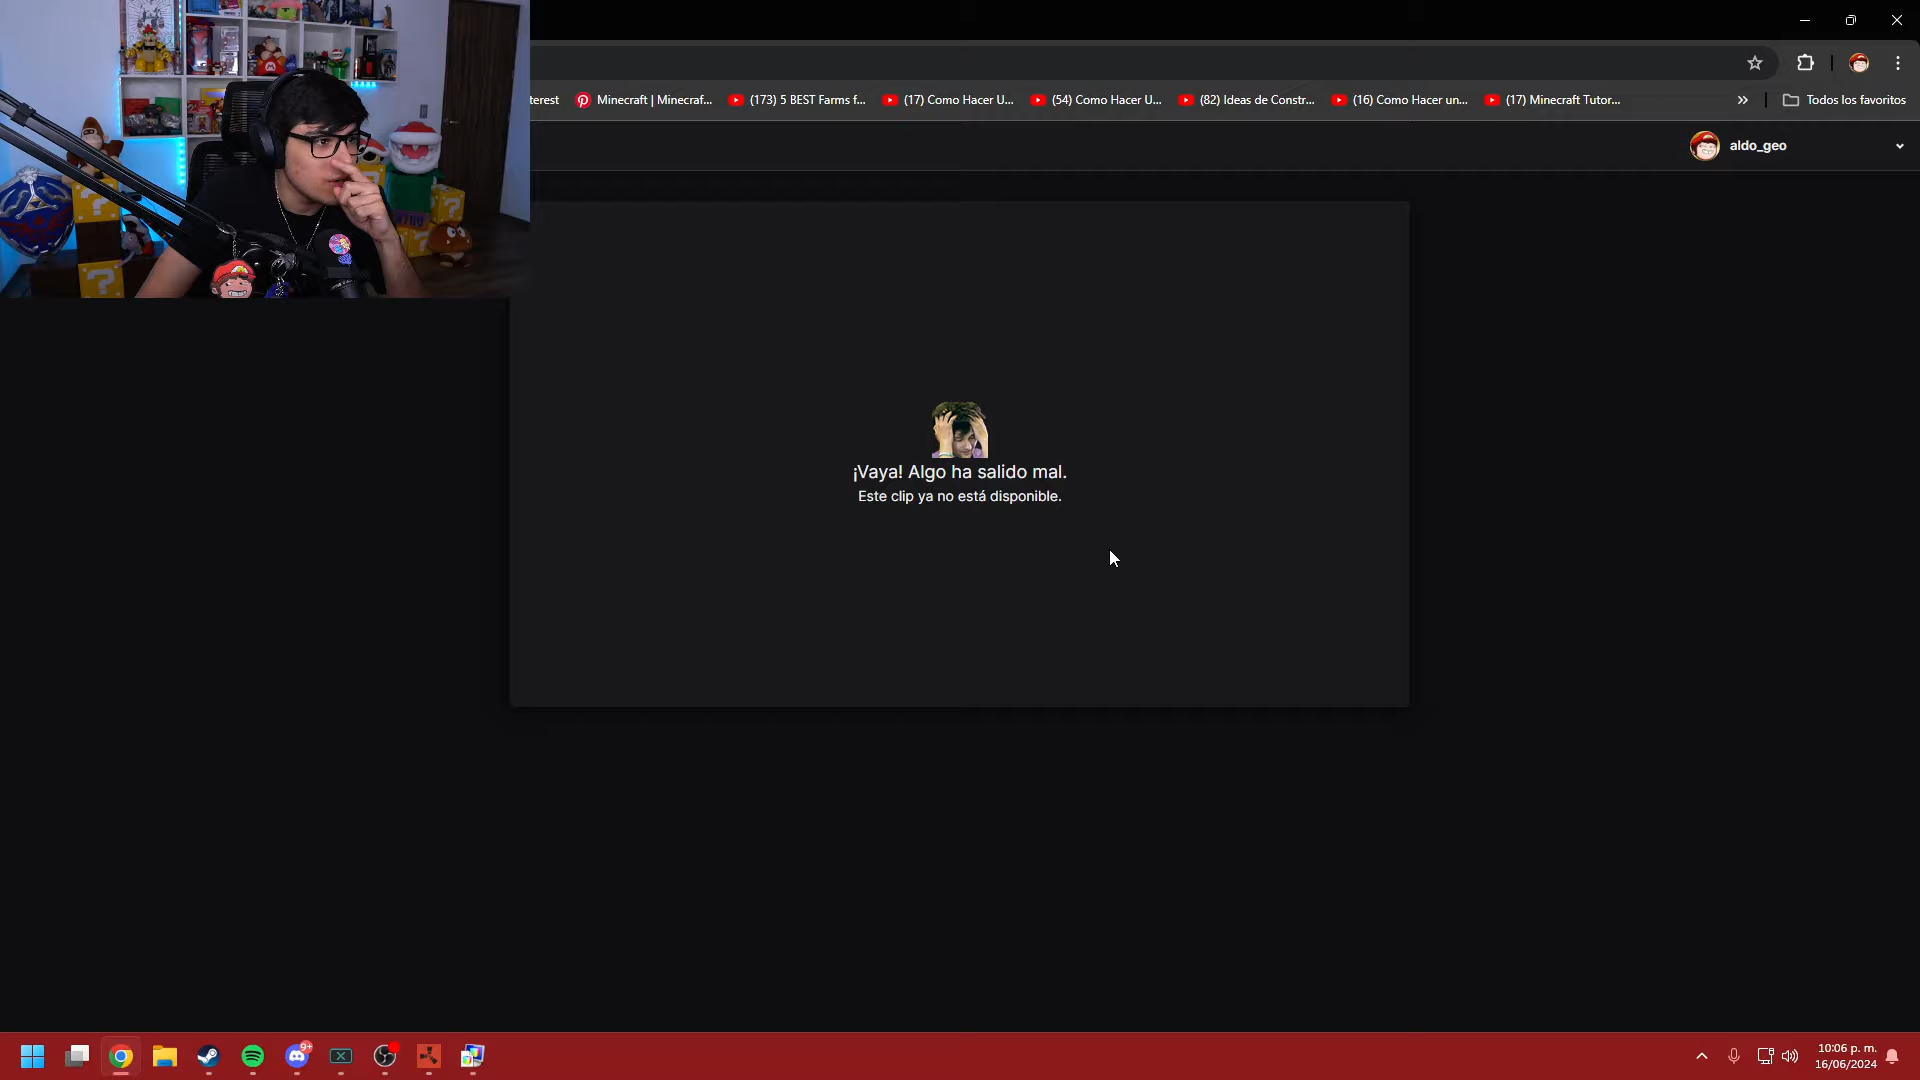 terest
Minecraft | Minecraf...
(173) 5 BEST Farms f...
(17) Como Hacer U...
(54) Como Hacer U...
(82) Ideas de Constr...
(16) Como Hacer un...
(17) Minecraft Tutor...
Todos los favoritos
aldo_geo
¡Vaya! Algo ha salido mal.
Este clip ya no está disponible.
9+
10:06 p. m.
16/06/2024